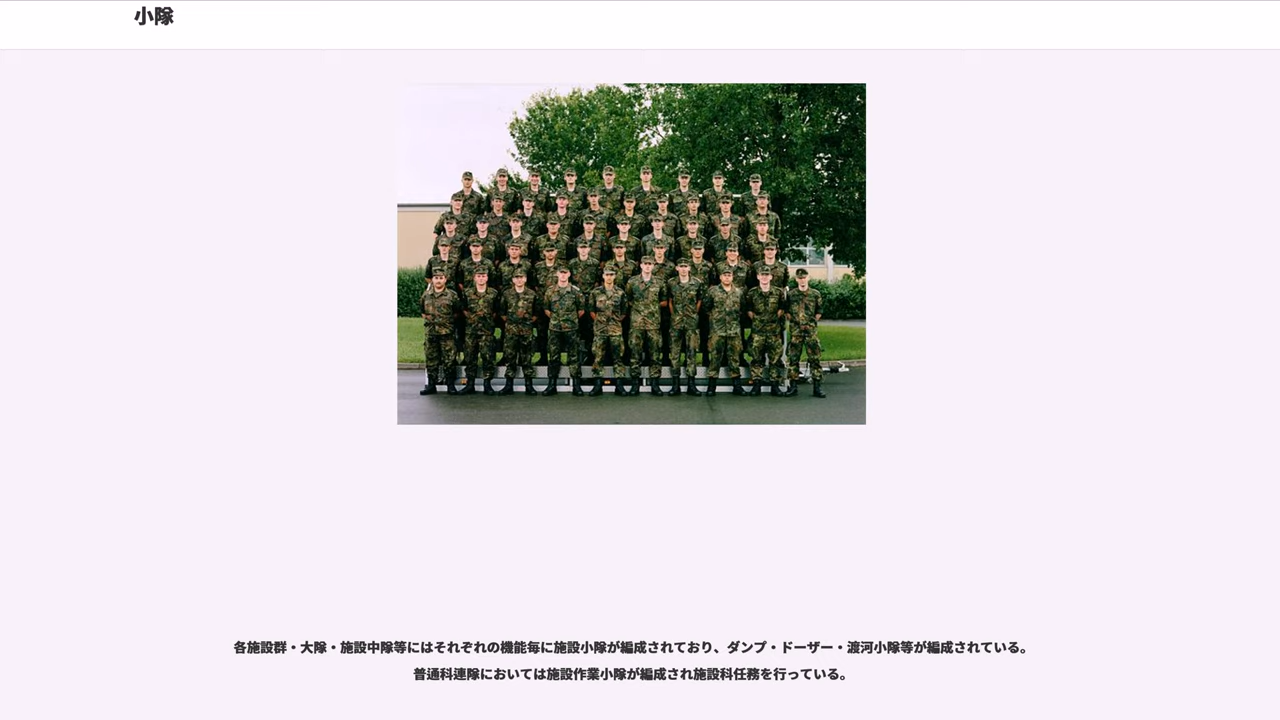 小隊
各施設群・大隊・施設中隊等にはそれぞれの機能毎に施設小隊が編成されており、ダンプ・ドーザー・渡河小隊等が編成されている。
普通科連隊においては施設作業小隊が編成され施設科任務を行っている。